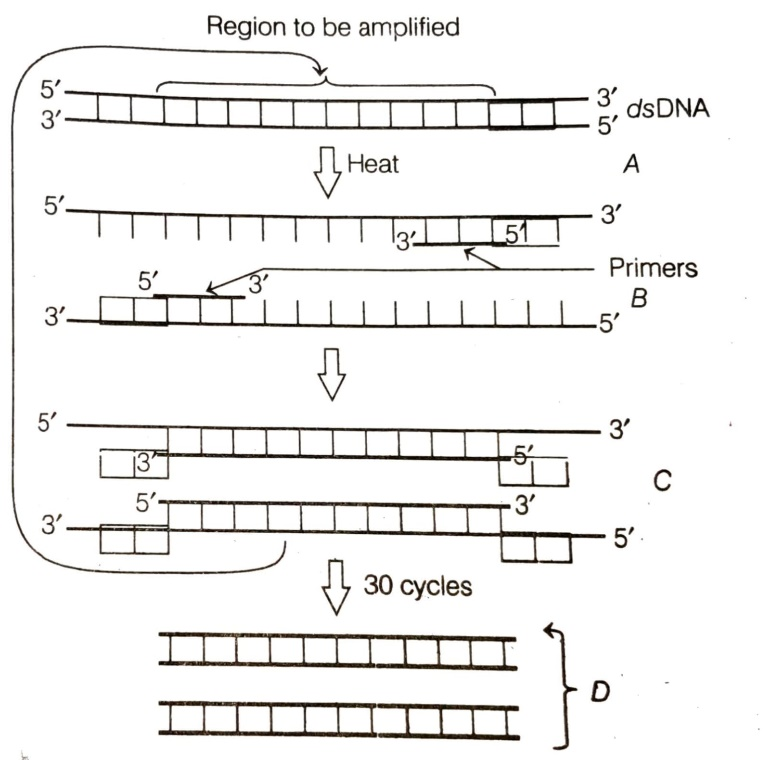 Region to be amplified
5′ 3′ dsDNA
3′ 5′
Heat A
5′ 3′
3′ 5′
Primers
5′ 3′ B
3′ 5′
5′ 3′
3′ 5′ C
5′ 3′
3′ 5′
30 cycles
D